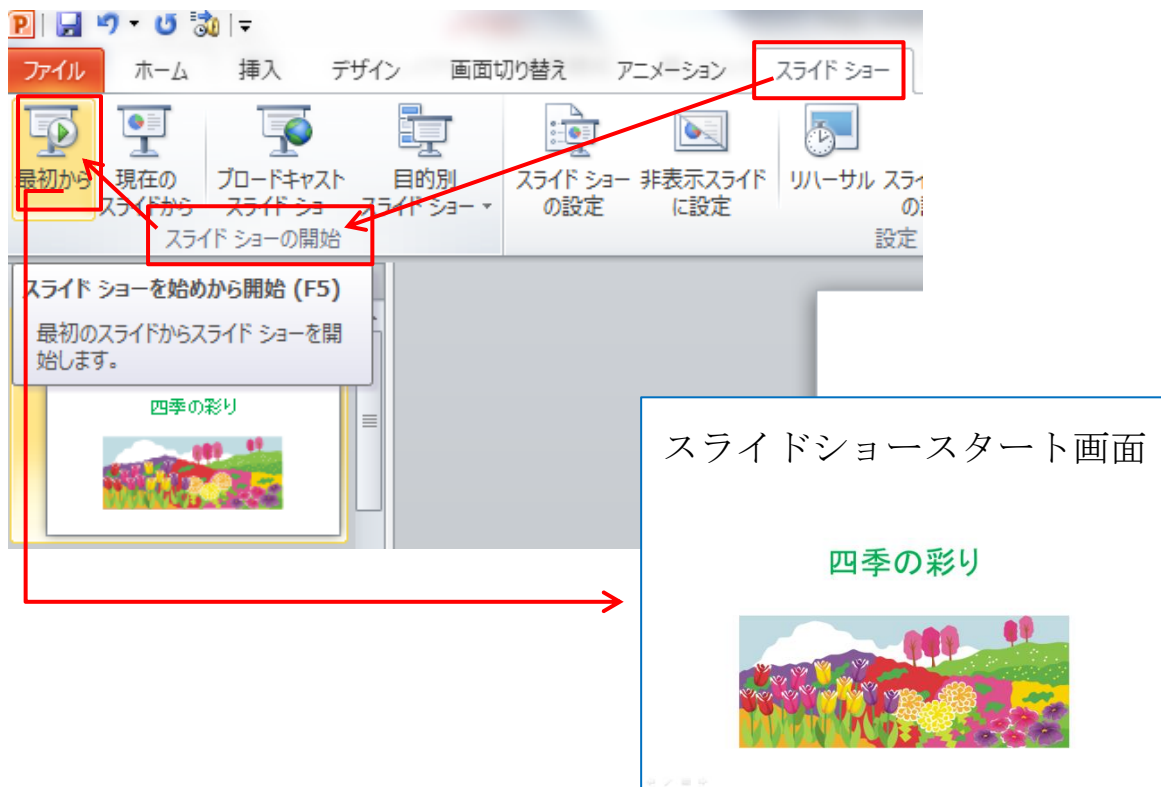 ファイル ホーム 挿入 デザイン 画面切り替え アニメーション スライド ショー
最初から 現在の ブロードキャスト 目的別 スライド ショー 非表示スライド リハーサル スライ
スライドから スライド ショー スライド ショー の設定 に設定 の
スライド ショーの開始 設定
スライド ショーを始めから開始 (F5)
最初のスライドからスライド ショーを開
始します。
四季の彩り
スライドショースタート画面
四季の彩り